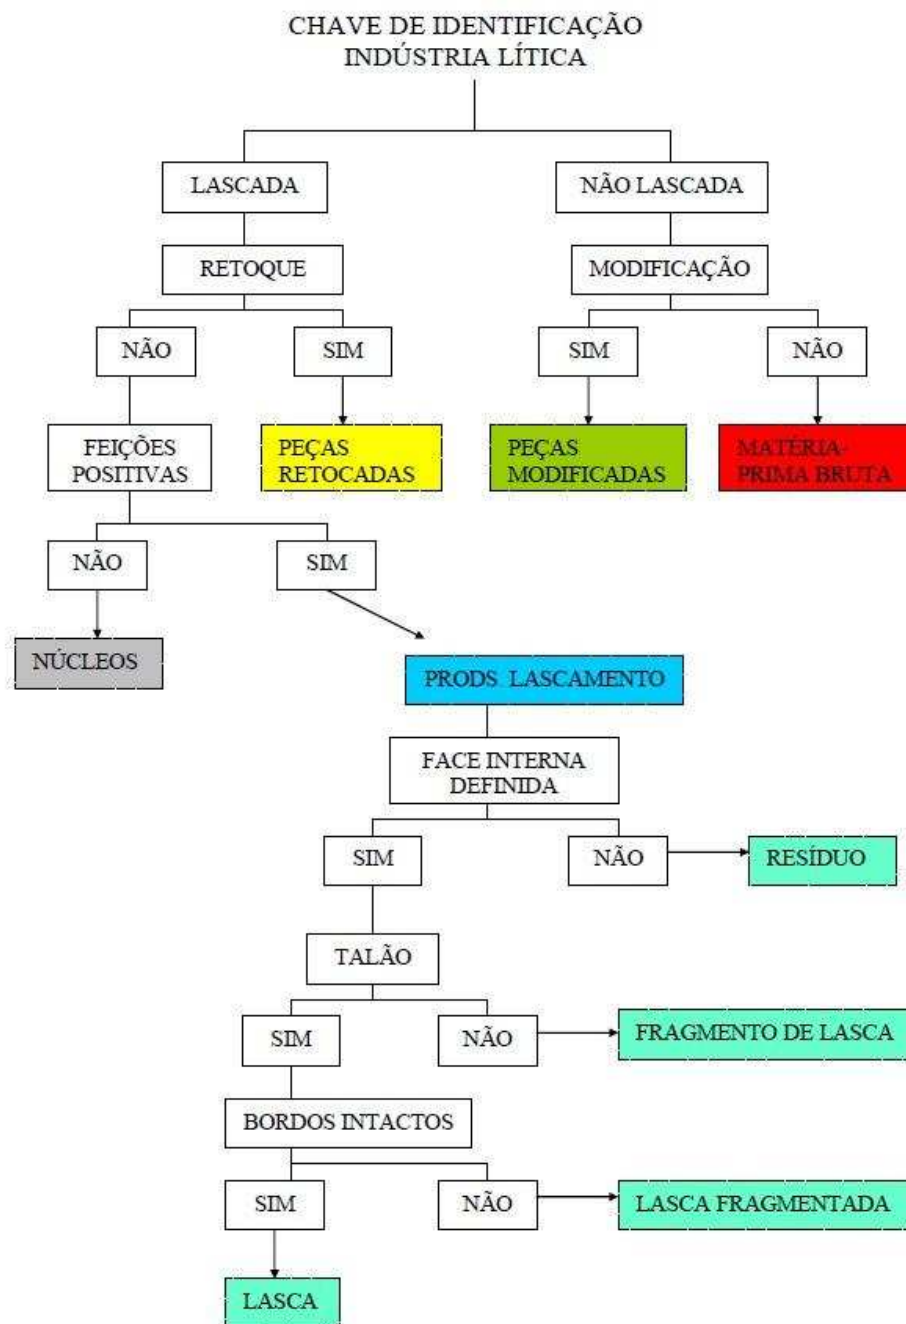 CHAVE DE IDENTIFICAÇÃO
INDÚSTRIA LÍTICA
LASCADA
NÃO LASCADA
RETOQUE
MODIFICAÇÃO
NÃO
SIM
SIM
NÃO
FEIÇÕES
POSITIVAS
PEÇAS
RETOCADAS
PEÇAS
MODIFICADAS
MATÉRIA-
PRIMA BRUTA
NÃO
SIM
NÚCLEOS
PRODS. LASCAMENTO
FACE INTERNA
DEFINIDA
SIM
NÃO
RESÍDUO
TALÃO
SIM
NÃO
FRAGMENTO DE LASCA
BORDOS INTACTOS
SIM
NÃO
LASCA FRAGMENTADA
LASCA